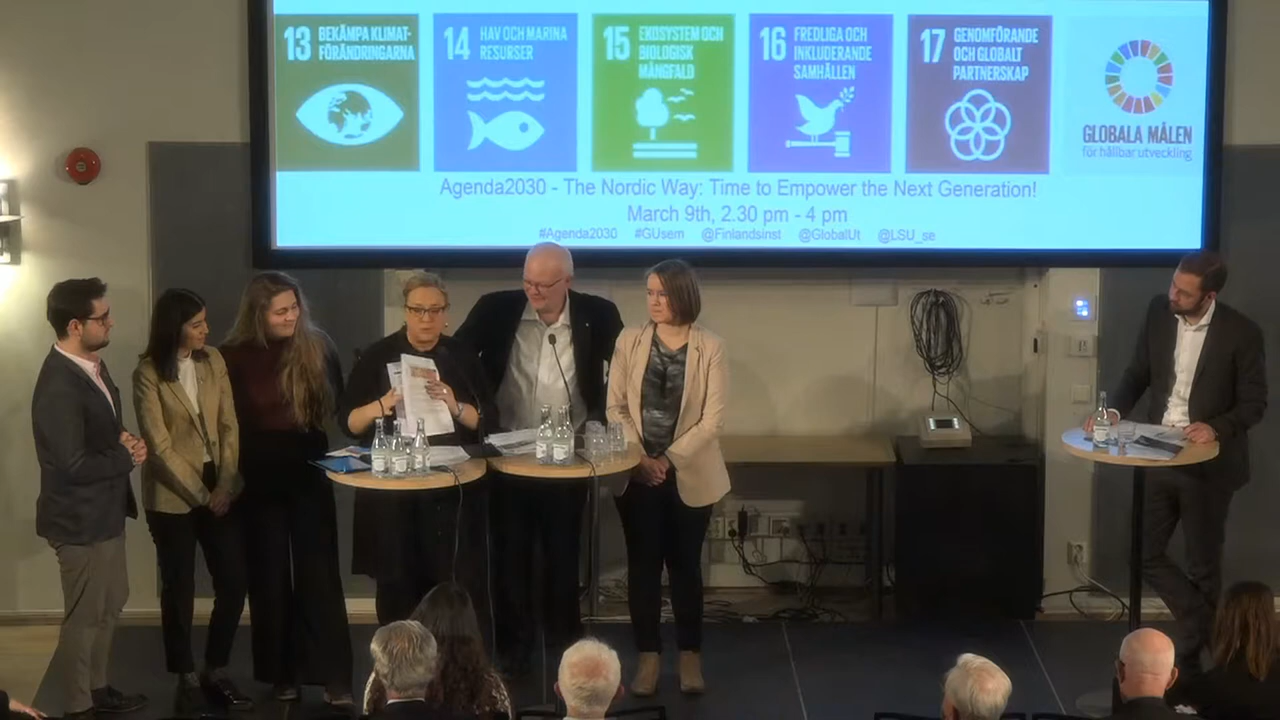 13 BEKÄMPA KLIMAT-
FÖRÄNDRINGARNA
14 HAV OCH MARINA
RESURSER
15 EKOSYSTEM OCH
BIOLOGISK
MÅNGFALD
16 FREDLIGA OCH
INKLUDERANDE
SAMHÄLLEN
17 GENOMFÖRANDE
OCH GLOBALT
PARTNERSKAP
GLOBALA MÅLEN
för hållbar utveckling
Agenda2030 - The Nordic Way: Time to Empower the Next Generation!
March 9th, 2.30 pm - 4 pm
#Agenda2030 #GUsem @Finlandsinst @GlobalUt @LSU_se